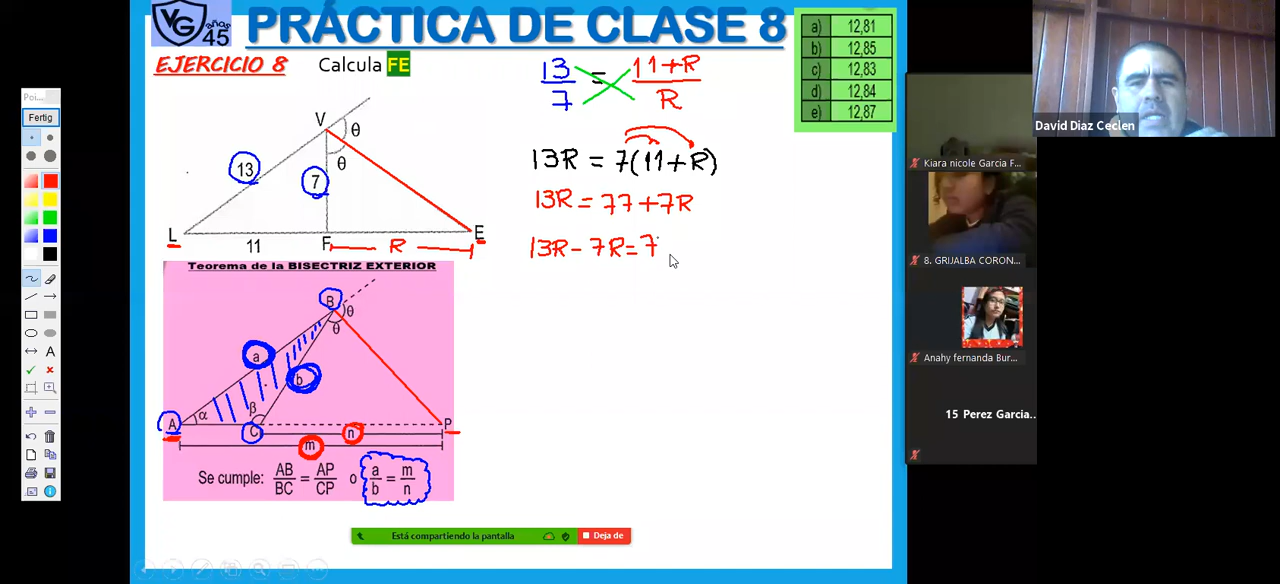 VG
años
45
PRÁCTICA DE CLASE 8
a) 12,81
b) 12,85
c) 12,83
d) 12,84
e) 12,87
EJERCICIO 8 Calcula FE
13/7 = 11+R/R
V
θ
θ
13
7
L
11
F
R
E
13R = 7(11+R)
13R = 77+7R
13R - 7R = 7
Teorema de la BISECTRIZ EXTERIOR
B
θ
θ
a
b
α
β
A
C
n
P
m
Se cumple: AB/BC = AP/CP o a/b = m/n
Fertig
A
Está compartiendo la pantalla
Deja de
David Diaz Ceclen
Kiara nicole Garcia F...
8. GRIJALBA CORON...
Anahy fernanda Bur...
15 Perez Garcia...